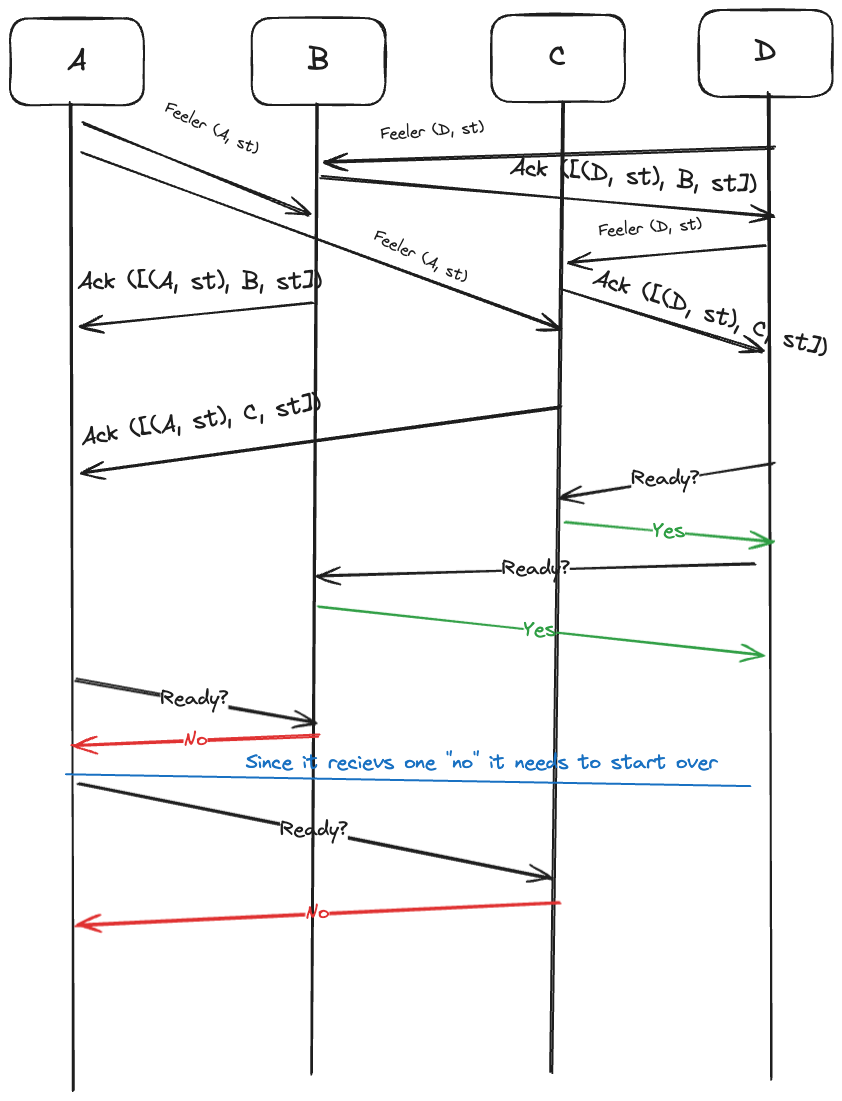 A
B
C
D
Feeler (A, st)
Feeler (D, st)
Ack (I(D, st), B, st])
Feeler (D, st)
Feeler (A, st)
Ack (I(A, st), B, st])
Ack (I(D, st), C, st])
Ack (I(A, st), C, st])
Ready?
Yes
Ready?
Yes
Ready?
No
Since it recievs one "no" it needs to start over
Ready?
No